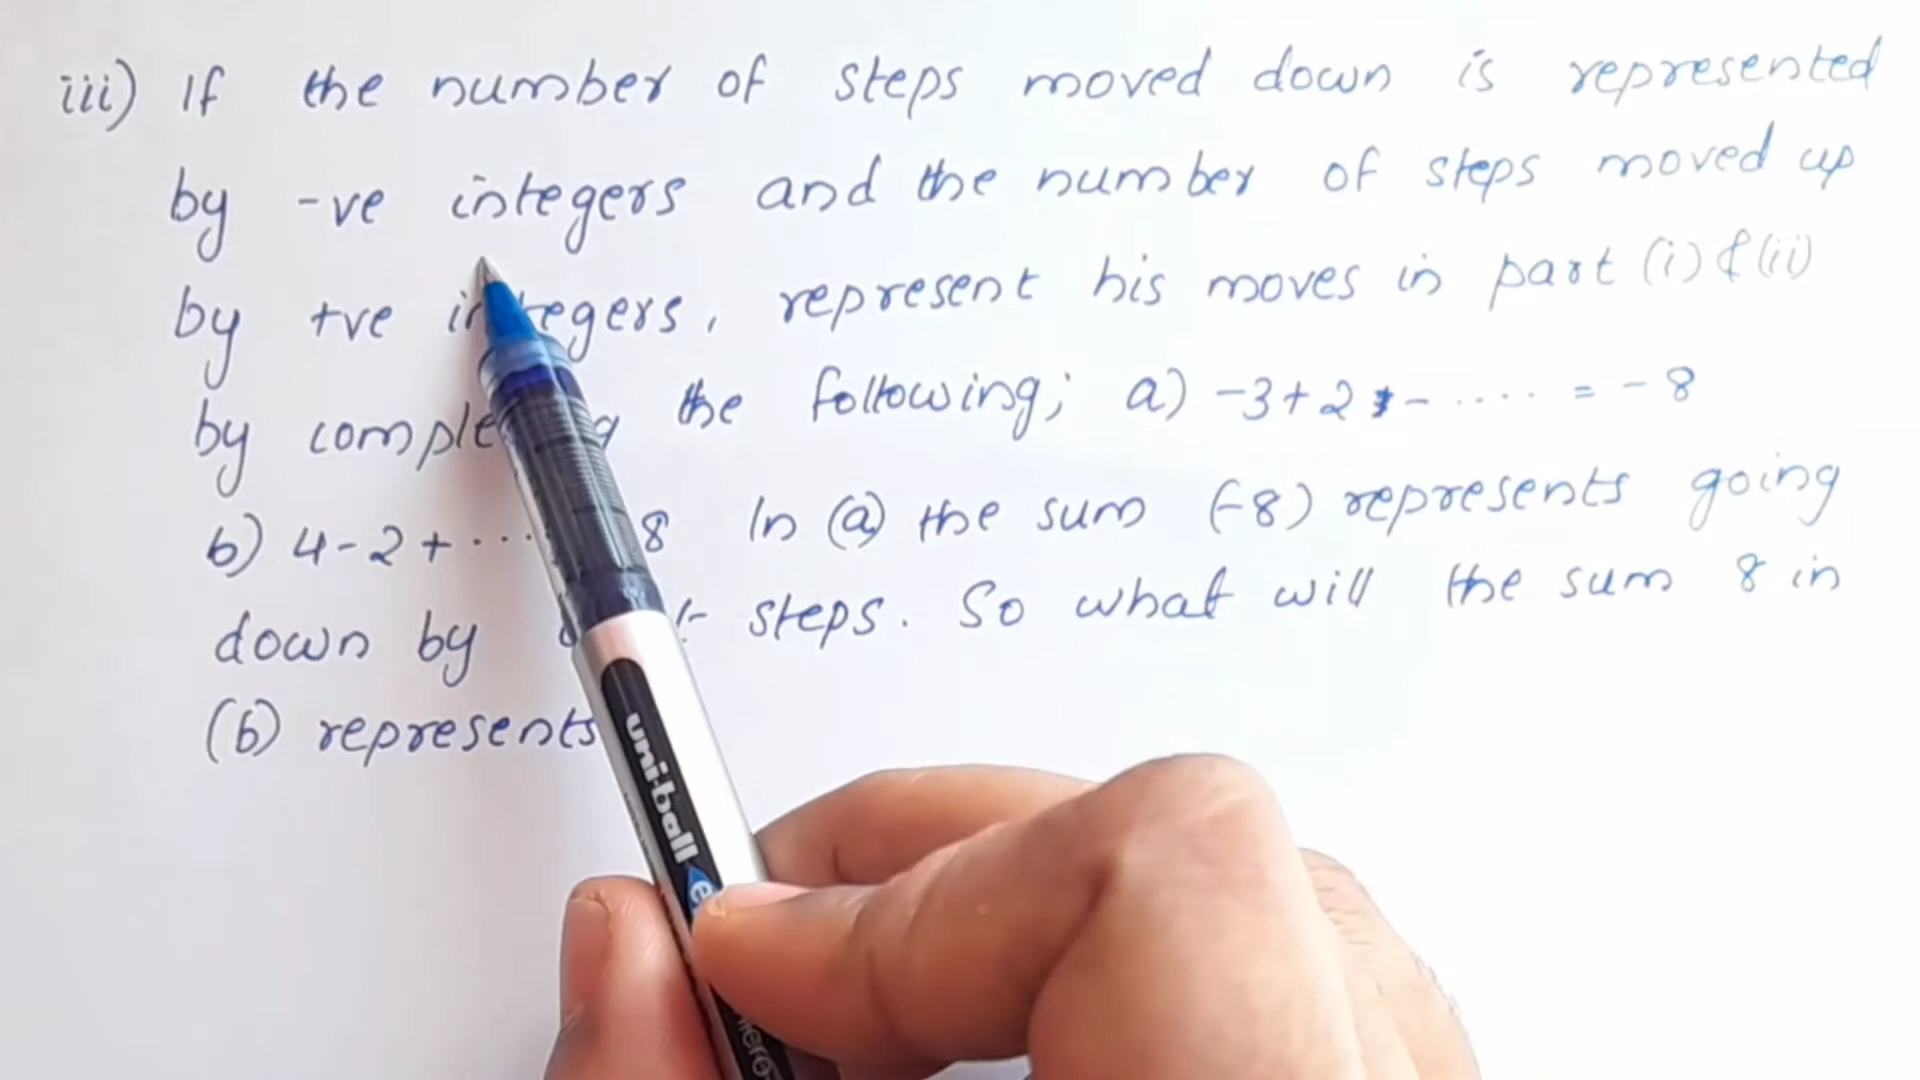 iii) If the number of steps moved down is represented
by -ve integers and the number of steps moved up
by +ve integers, represent his moves in part (i) & (ii)
by the following; a) -3+2 - ..... = -8
b) 4-2+... 8 In (a) the sum (-8) represents going
down by steps. So what will the sum 8 in
(b) represents
uni-ball